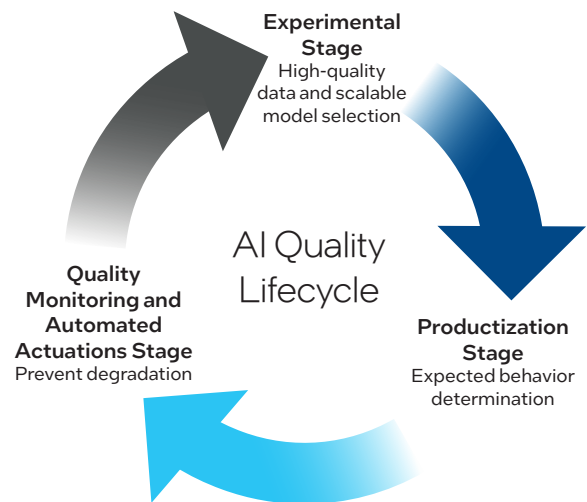 Experimental
Stage
High-quality
data and scalable
model selection
AI Quality
Lifecycle
Productization
Stage
Expected behavior
determination
Quality
Monitoring and
Automated
Actuations Stage
Prevent degradation